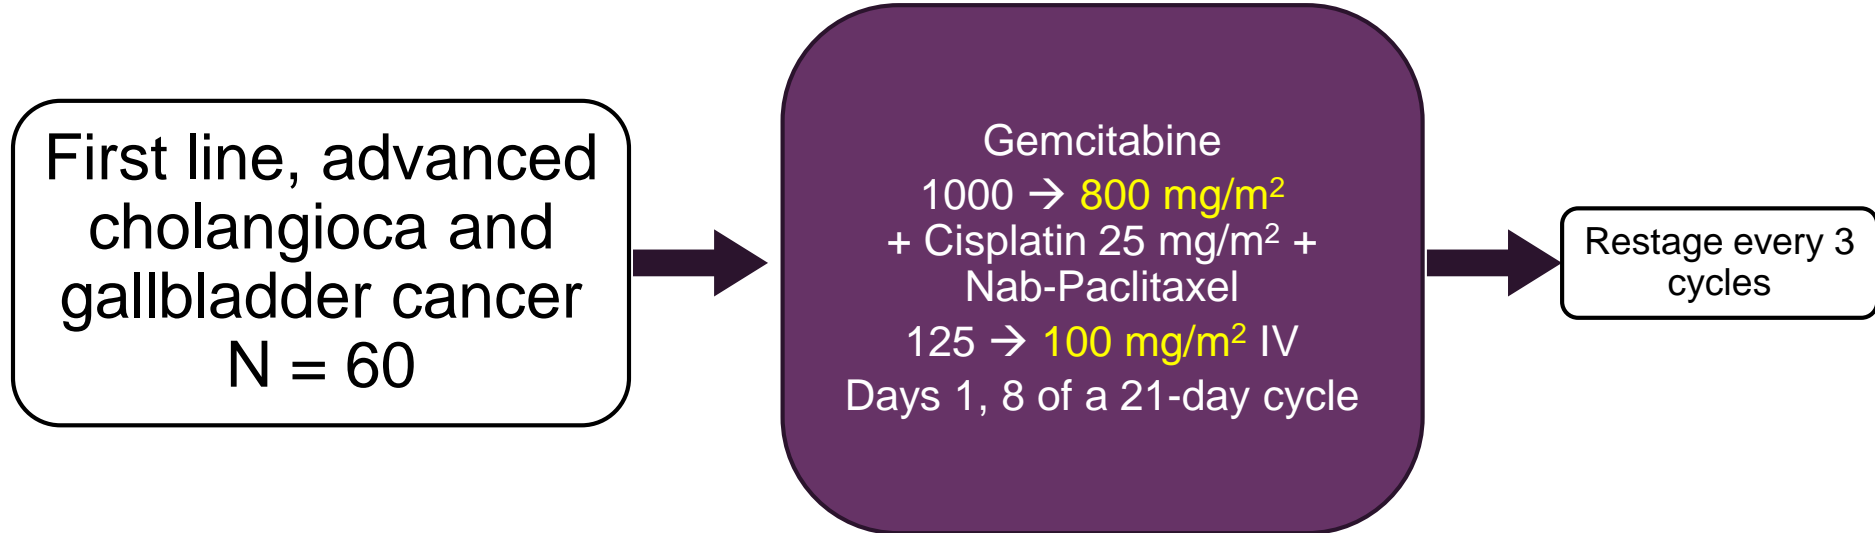 First line, advanced
cholangioca and
gallbladder cancer
N = 60
Gemcitabine
1000 → 800 mg/m²
+ Cisplatin 25 mg/m² +
Nab-Paclitaxel
125 → 100 mg/m² IV
Days 1, 8 of a 21-day cycle
Restage every 3
cycles